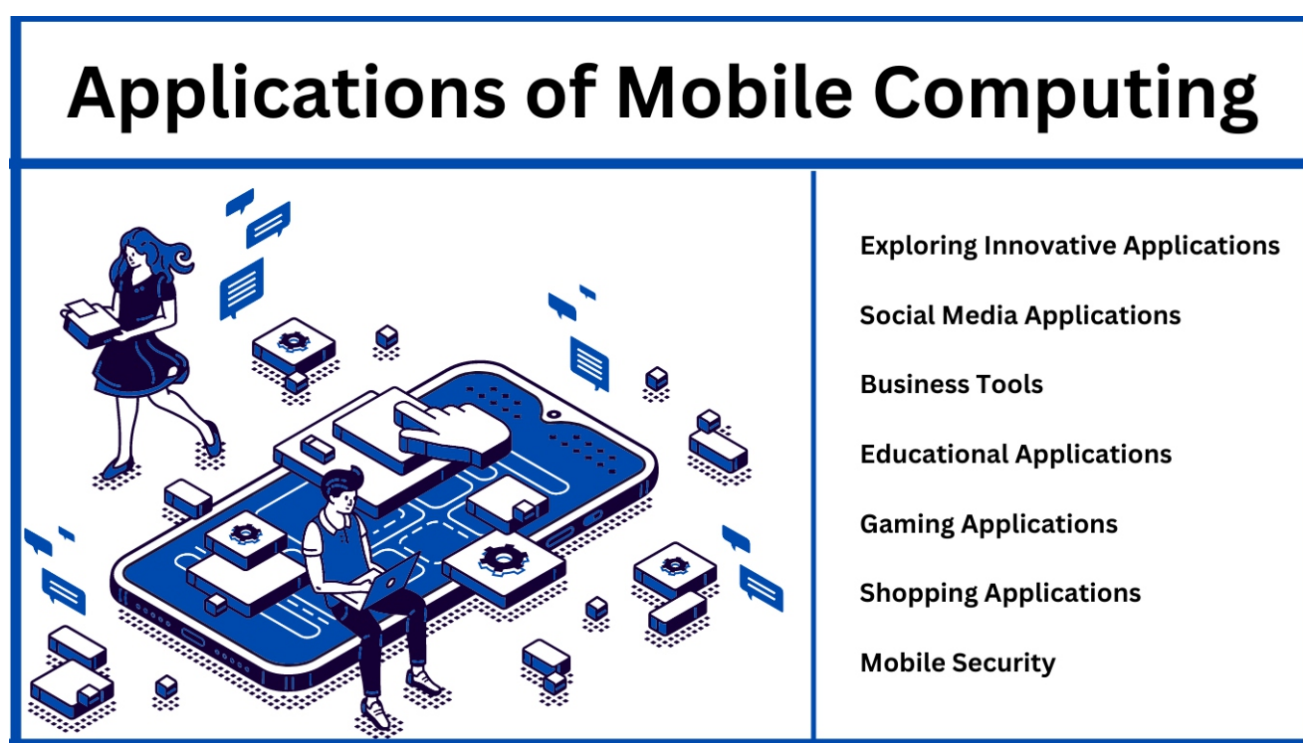 Applications of Mobile Computing
Exploring Innovative Applications
Social Media Applications
Business Tools
Educational Applications
Gaming Applications
Shopping Applications
Mobile Security